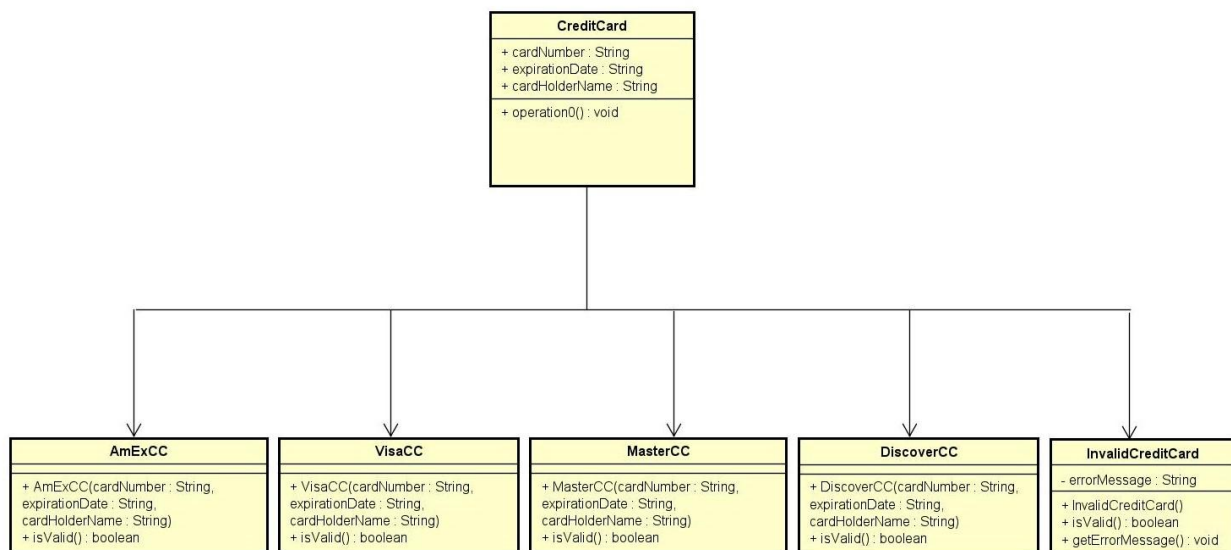 CreditCard
+ cardNumber : String
+ expirationDate : String
+ cardHolderName : String
+ operation0() : void
AmExCC
+ AmExCC(cardNumber : String,
expirationDate : String,
cardHolderName : String)
+ isValid() : boolean
VisaCC
+ VisaCC(cardNumber : String,
expirationDate : String,
cardHolderName : String)
+ isValid() : boolean
MasterCC
+ MasterCC(cardNumber : String,
expirationDate : String,
cardHolderName : String)
+ isValid() : boolean
DiscoverCC
+ DiscoverCC(cardNumber : String,
expirationDate : String,
cardHolderName : String)
+ isValid() : boolean
InvalidCreditCard
- errorMessage : String
+ InvalidCreditCard()
+ isValid() : boolean
+ getErrorMessage() : void